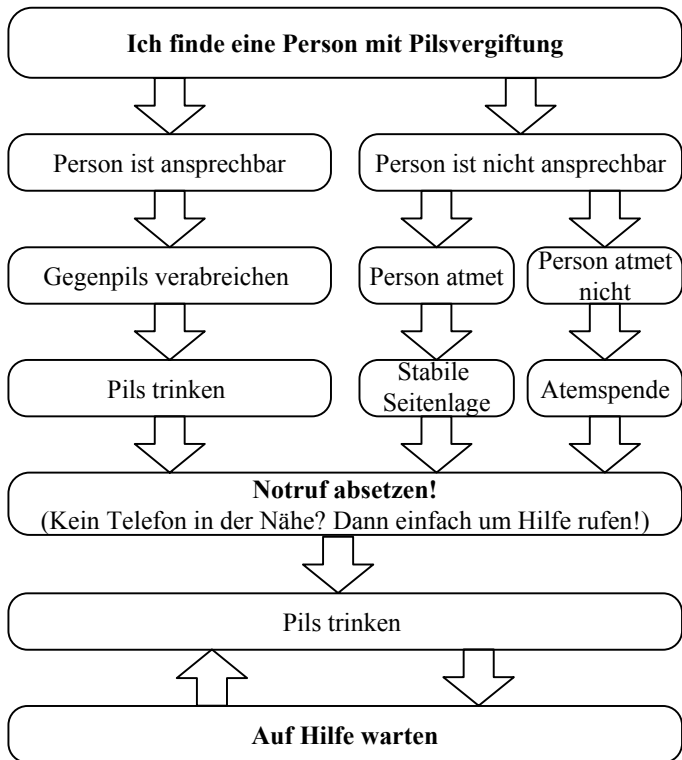 Ich finde eine Person mit Pilsvergiftung
Person ist ansprechbar
Person ist nicht ansprechbar
Gegenpils verabreichen
Person atmet
Person atmet
nicht
Pils trinken
Stabile
Seitenlage
Atemspende
Notruf absetzen!
(Kein Telefon in der Nähe? Dann einfach um Hilfe rufen!)
Pils trinken
Auf Hilfe warten